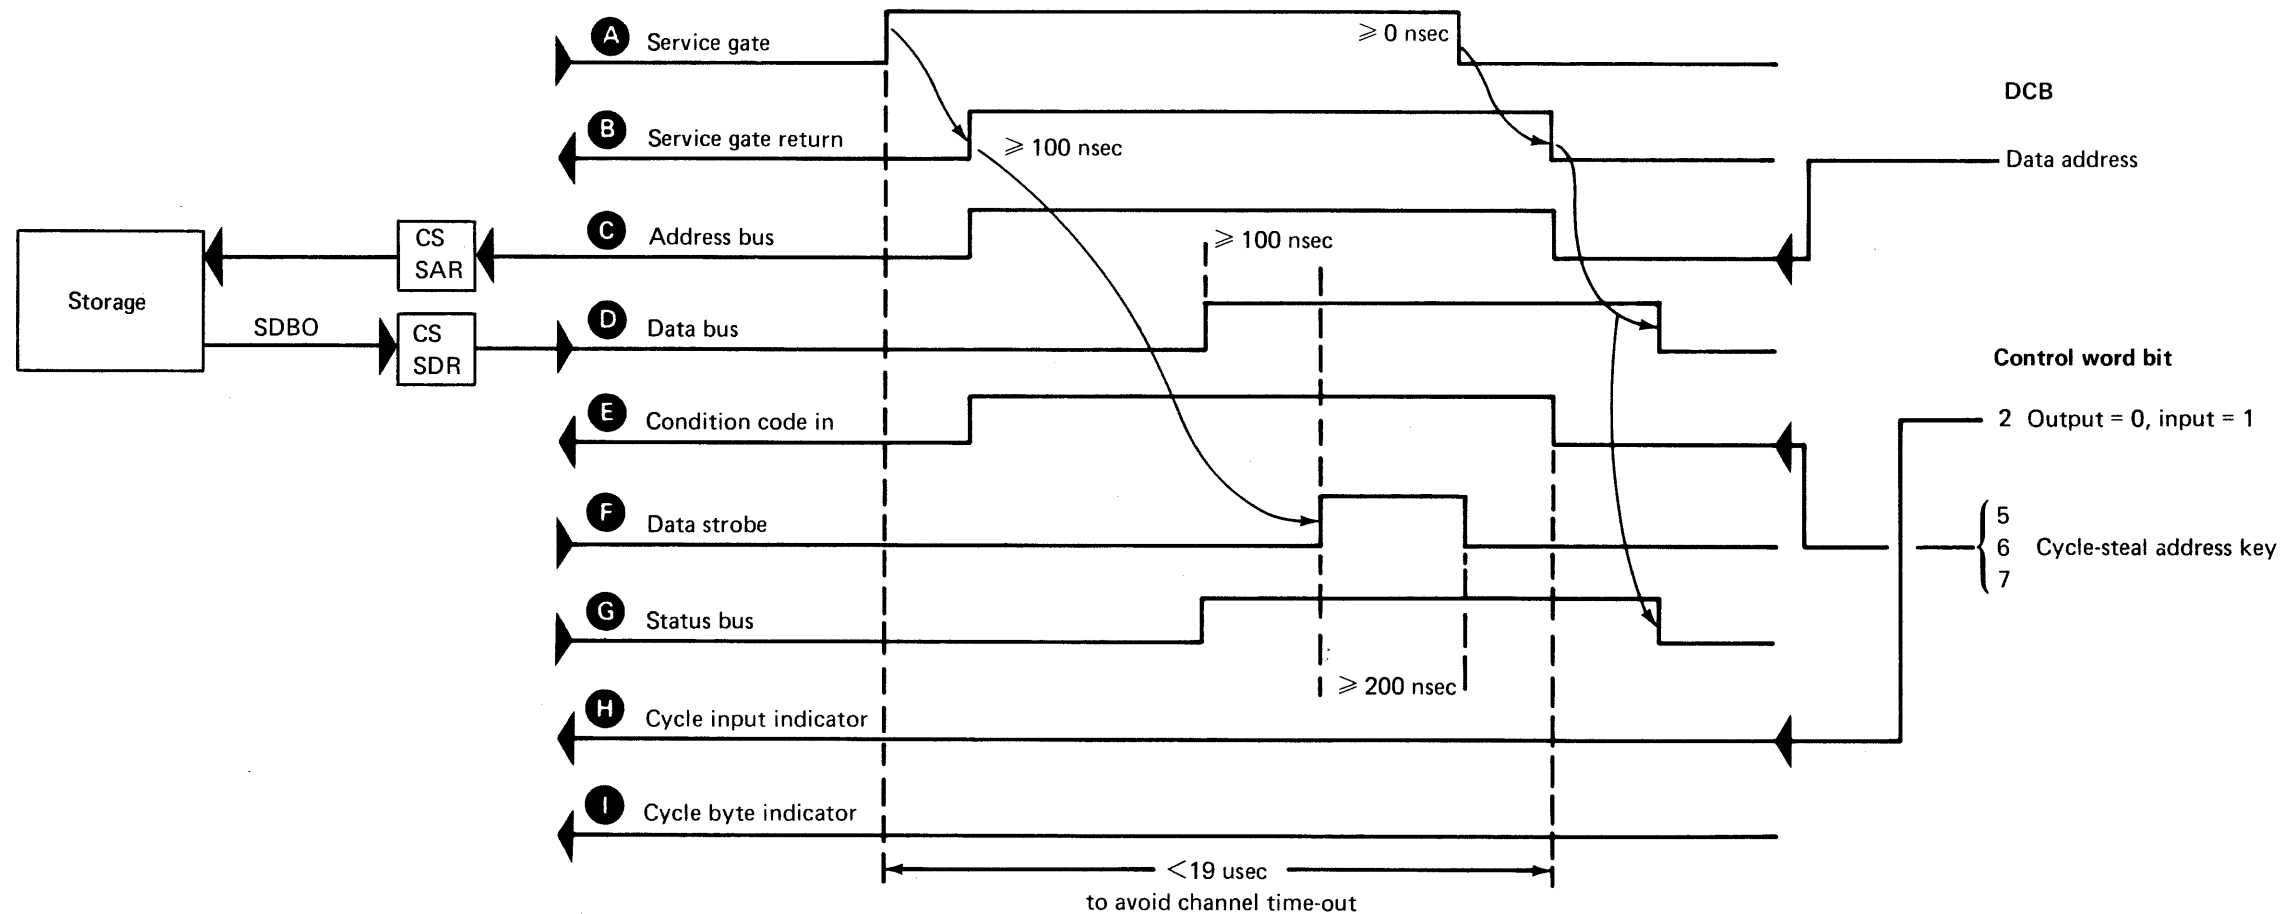 A Service gate
≥ 0 nsec
DCB
B Service gate return
≥ 100 nsec
Data address
C Address bus
CS
SAR
≥ 100 nsec
Storage
SDBO
CS
SDR
D Data bus
Control word bit
E Condition code in
2 Output = 0, input = 1
F Data strobe
5
6 Cycle-steal address key
7
G Status bus
≥ 200 nsec
H Cycle input indicator
I Cycle byte indicator
<19 usec
to avoid channel time-out